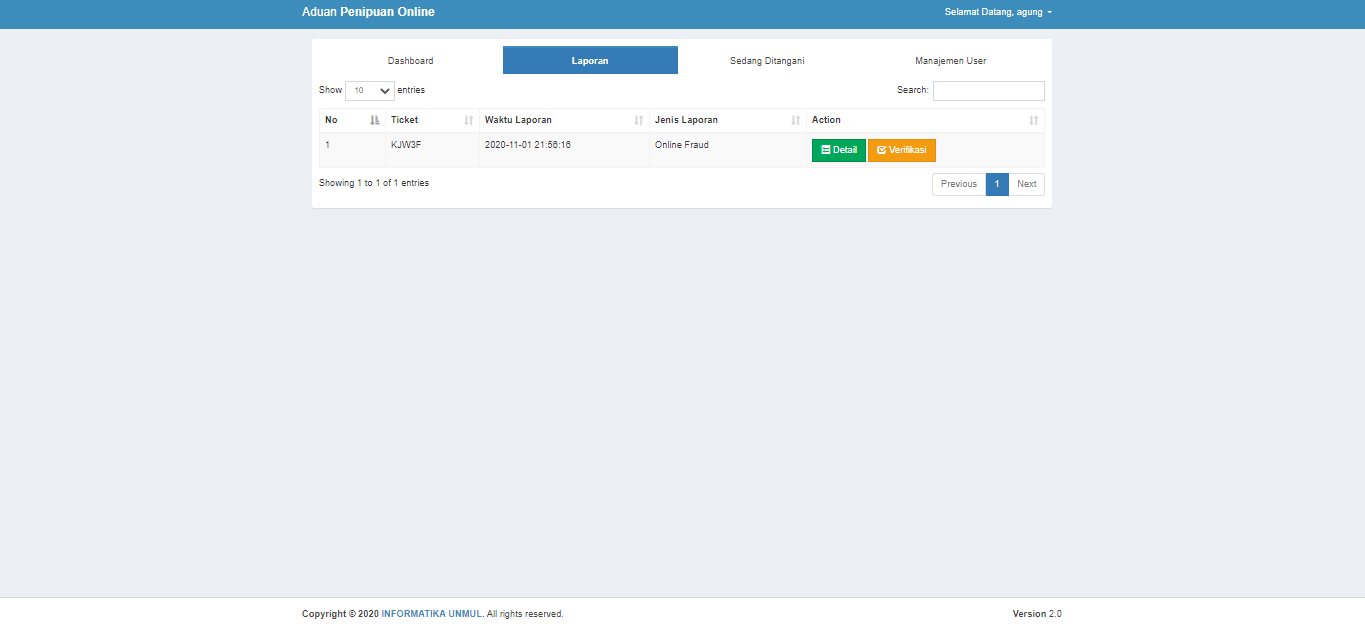 Aduan Penipuan Online Selamat Datang, agung
Dashboard Laporan Sedang Ditangani Manajemen User
Show 10 entries Search:
No Ticket Waktu Laporan Jenis Laporan Action
1 KJW3F 2020-11-01 21:56:16 Online Fraud Detail Verifikasi
Showing 1 to 1 of 1 entries Previous 1 Next
Copyright © 2020 INFORMATIKA UNMUL. All rights reserved. Version 2.0